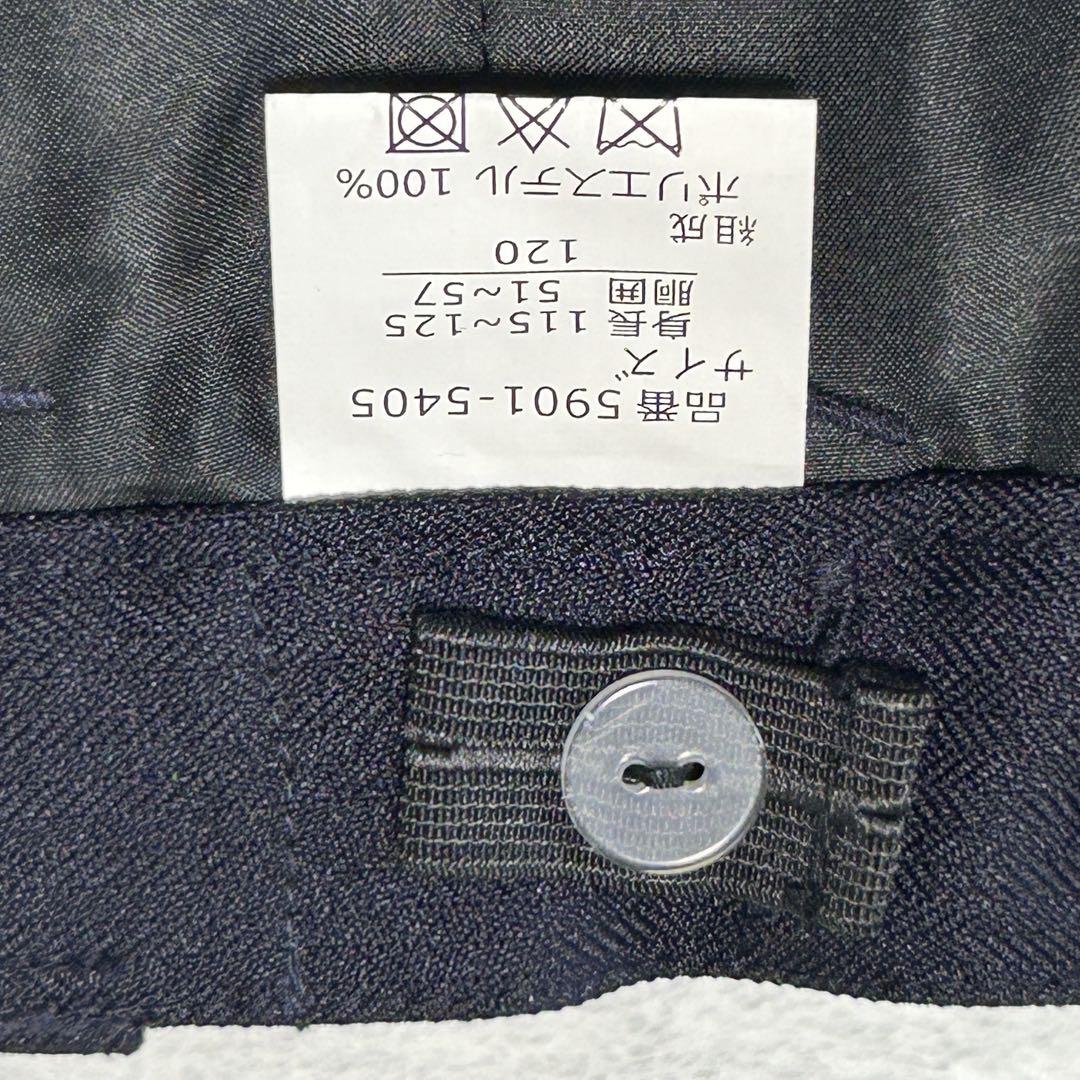 品番 5901-5405
サイズ
身長 115~125
胴囲 51~57
120
組成
ポリエステル 100%